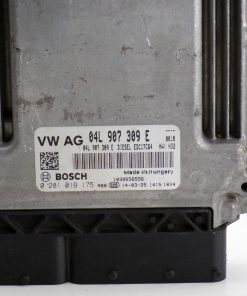 VW AG 04L 907 309 E
04L 907 309 E DIESEL EDC17C64 HW: H22
Made in Hungary
BOSCH 1039S56556
0 281 019 175 14-03-25